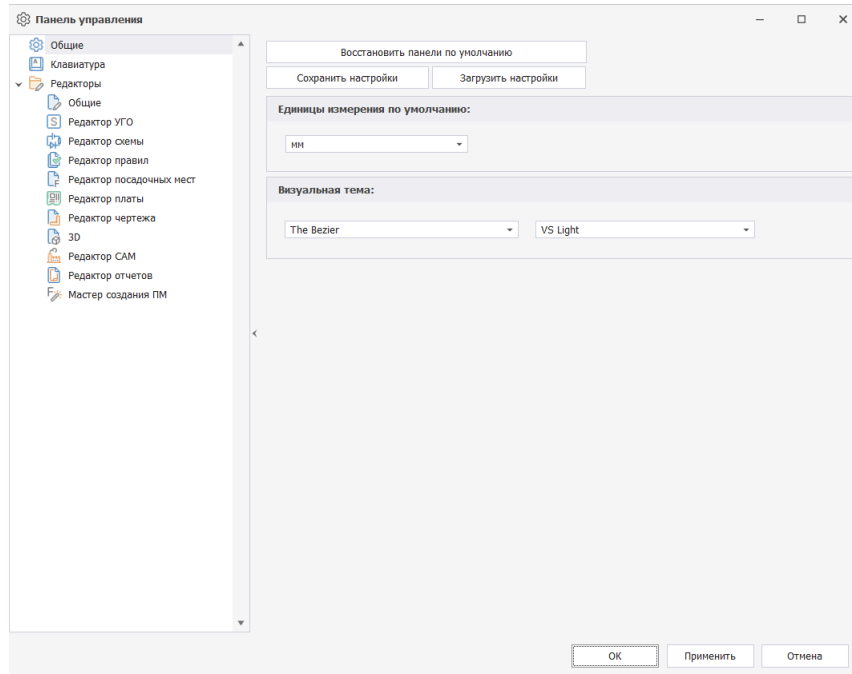 Панель управления
Общие
Клавиатура
Редакторы
Общие
Редактор УГО
Редактор схемы
Редактор правил
Редактор посадочных мест
Редактор платы
Редактор чертежа
3D
Редактор CAM
Редактор отчетов
Мастер создания ПМ
Восстановить панели по умолчанию
Сохранить настройки Загрузить настройки
Единицы измерения по умолчанию:
мм
Визуальная тема:
The Bezier VS Light
ОК Применить Отмена